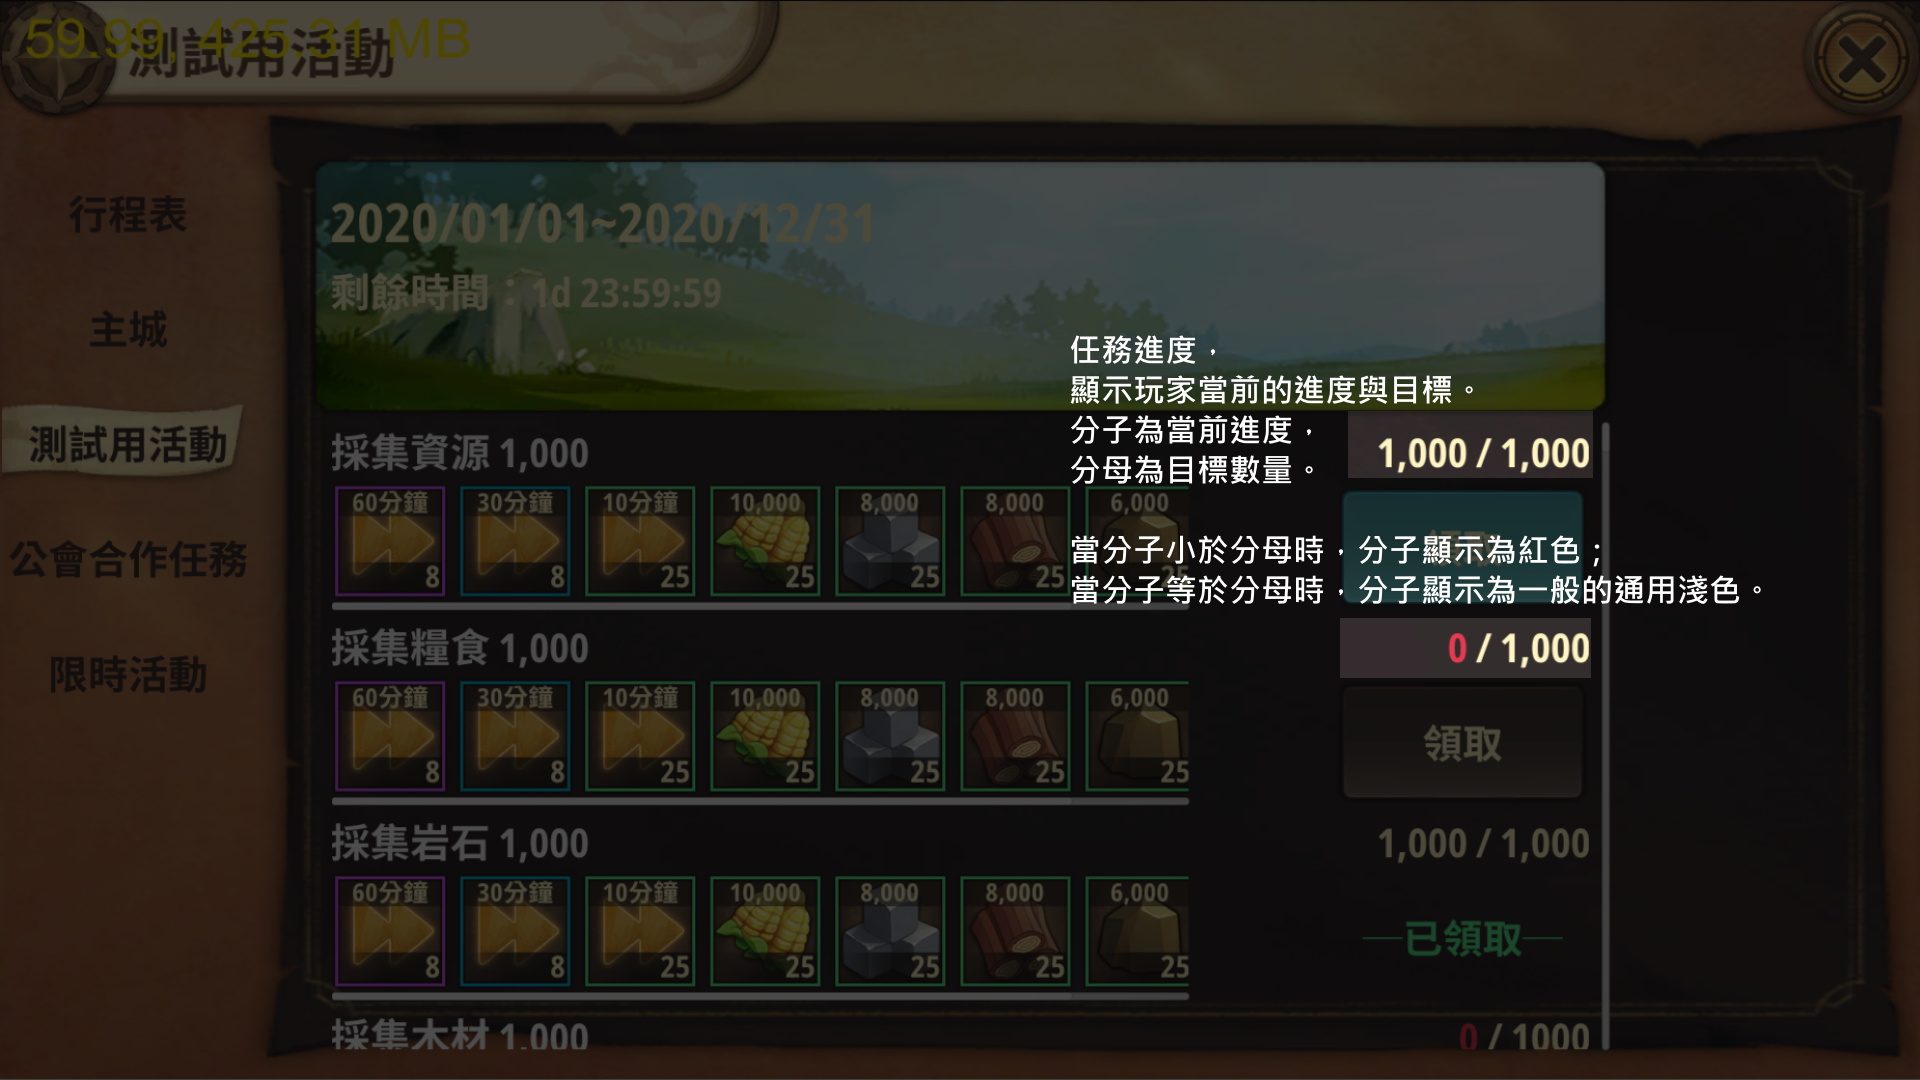 59.99, 425.31 MB
測試用活動
行程表
主城
測試用活動
公會合作任務
限時活動
2020/01/01~2020/12/31
剩餘時間：1d 23:59:59
任務進度，
顯示玩家當前的進度與目標。
分子為當前進度，
分母為目標數量。
當分子小於分母時，分子顯示為紅色；
當分子等於分母時，分子顯示為一般的通用淺色。
採集資源 1,000
1,000 / 1,000
60分鐘 30分鐘 10分鐘 10,000 8,000 8,000 6,000
8 8 25 25 25 25 25
領取
採集糧食 1,000
0 / 1,000
60分鐘 30分鐘 10分鐘 10,000 8,000 8,000 6,000
8 8 25 25 25 25 25
領取
採集岩石 1,000
1,000 / 1,000
60分鐘 30分鐘 10分鐘 10,000 8,000 8,000 6,000
8 8 25 25 25 25 25
已領取
採集木材 1,000
0 / 1000